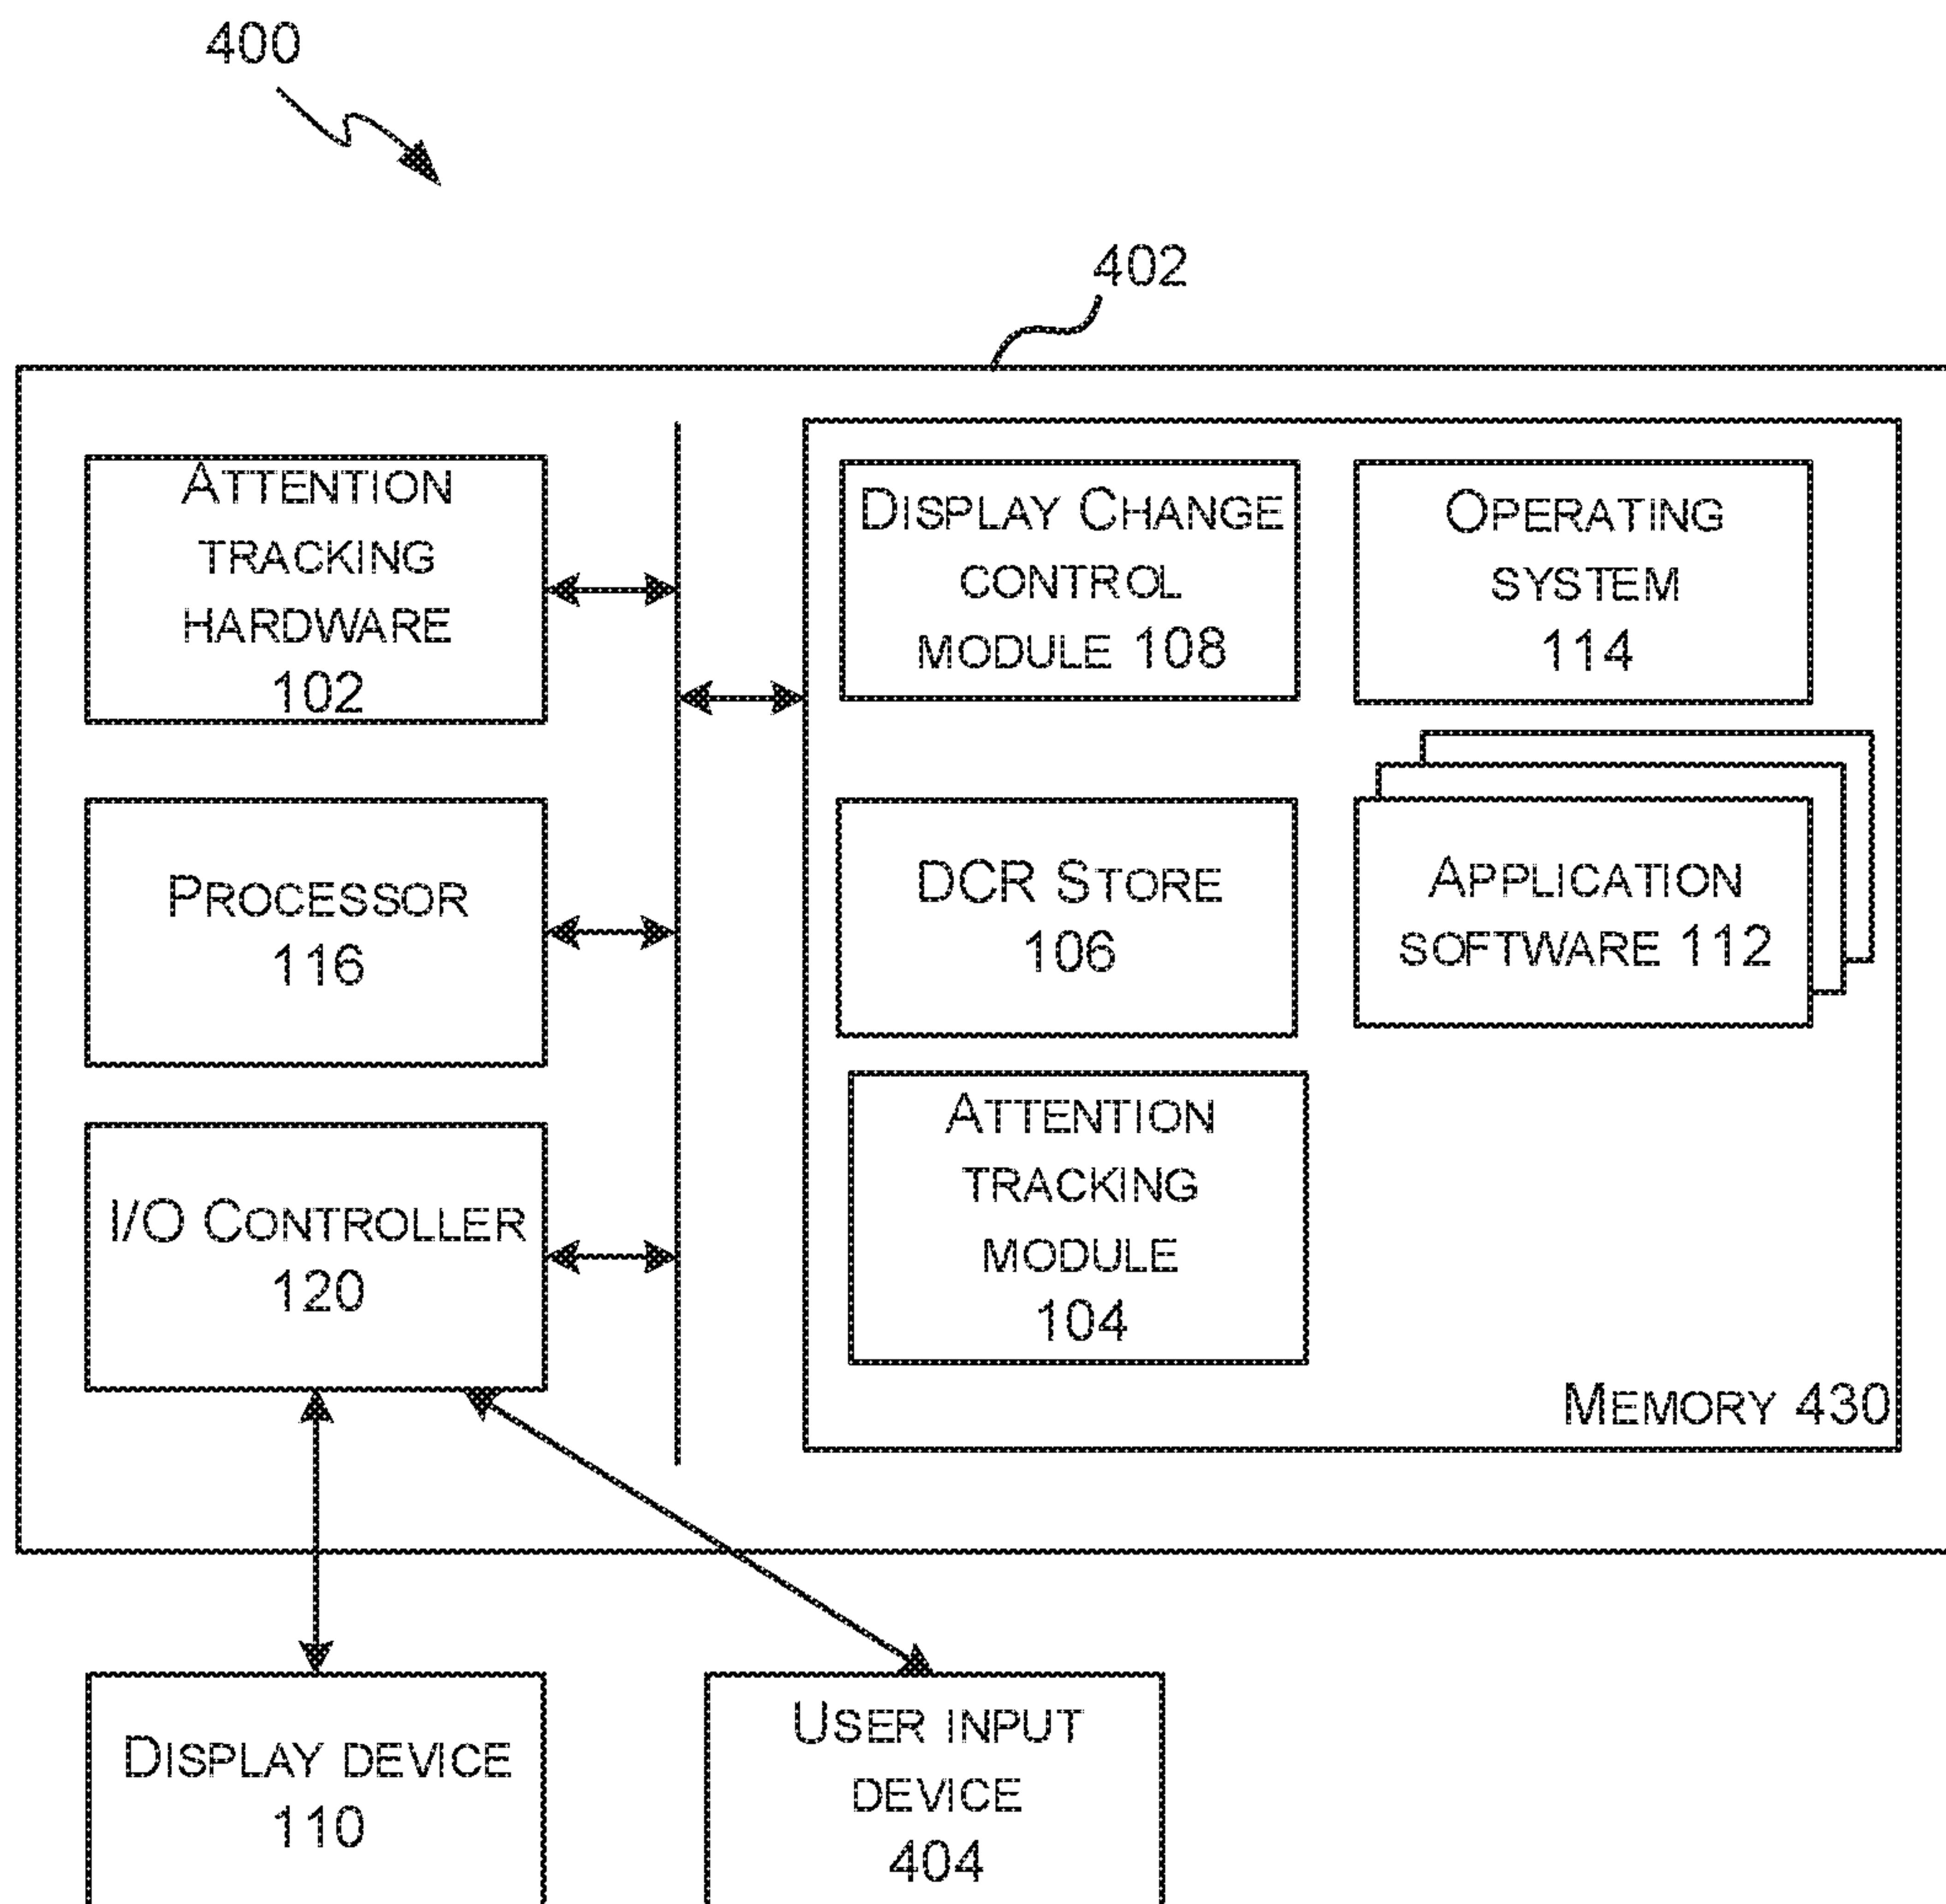 400
402
ATTENTION
TRACKING
HARDWARE
102
PROCESSOR
116
I/O CONTROLLER
120
DISPLAY CHANGE
CONTROL
MODULE 108
OPERATING
SYSTEM
114
DCR STORE
106
APPLICATION
SOFTWARE 112
ATTENTION
TRACKING
MODULE
104
MEMORY 430
DISPLAY DEVICE
110
USER INPUT
DEVICE
404